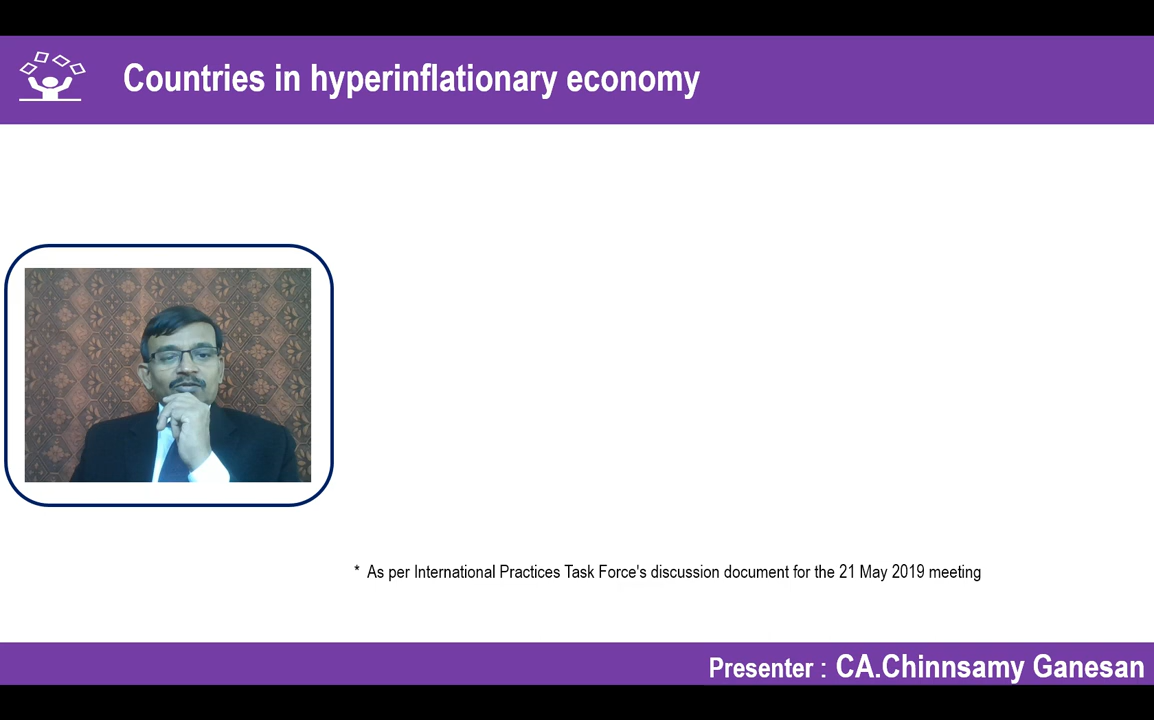 Countries in hyperinflationary economy
* As per International Practices Task Force's discussion document for the 21 May 2019 meeting
Presenter : CA.Chinnsamy Ganesan